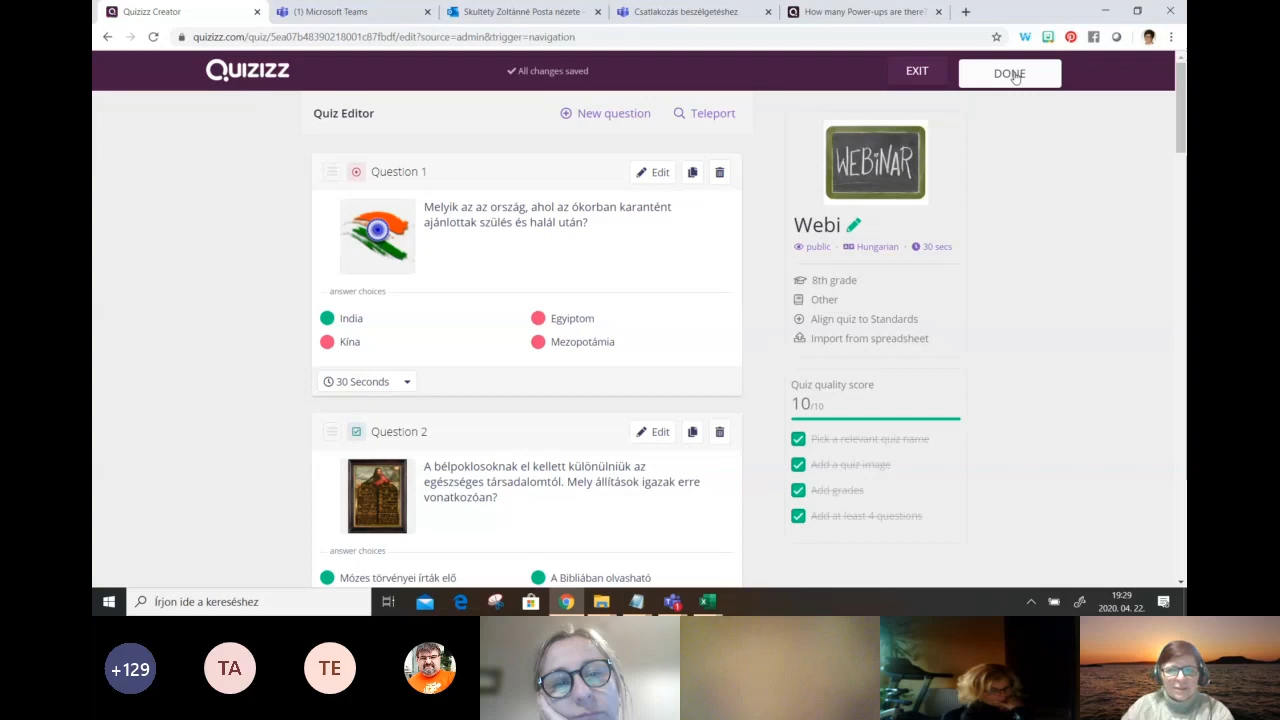 Quizizz Creator
(1) Microsoft Teams
Skultéty Zoltánné Posta nézete -
Csatlakozás beszélgetéshez
How many Power-ups are there?
quizizz.com/quiz/5ea07b48390218001c87fbdf/edit?source=admin&trigger=navigation
QUIZIZZ
All changes saved
EXIT
DONE
Quiz Editor
New question
Teleport
Question 1
Edit
Melyik az az ország, ahol az ókorban karantént
ajánlottak szülés és halál után?
answer choices
India
Egyiptom
Kína
Mezopotámia
30 Seconds
Question 2
Edit
A bélpoklosoknak el kellett különülniük az
egészséges társadalomtól. Mely állítások igazak erre
vonatkozóan?
answer choices
Mózes törvényei írták elő
A Bibliában olvasható
WEBINAR
Webi
public · Hungarian · 30 secs
8th grade
Other
Align quiz to Standards
Import from spreadsheet
Quiz quality score
10/10
Pick a relevant quiz name
Add a quiz image
Add grades
Add at least 4 questions
Írjon ide a kereséshez
19:29
2020. 04. 22.
+129
TA
TE